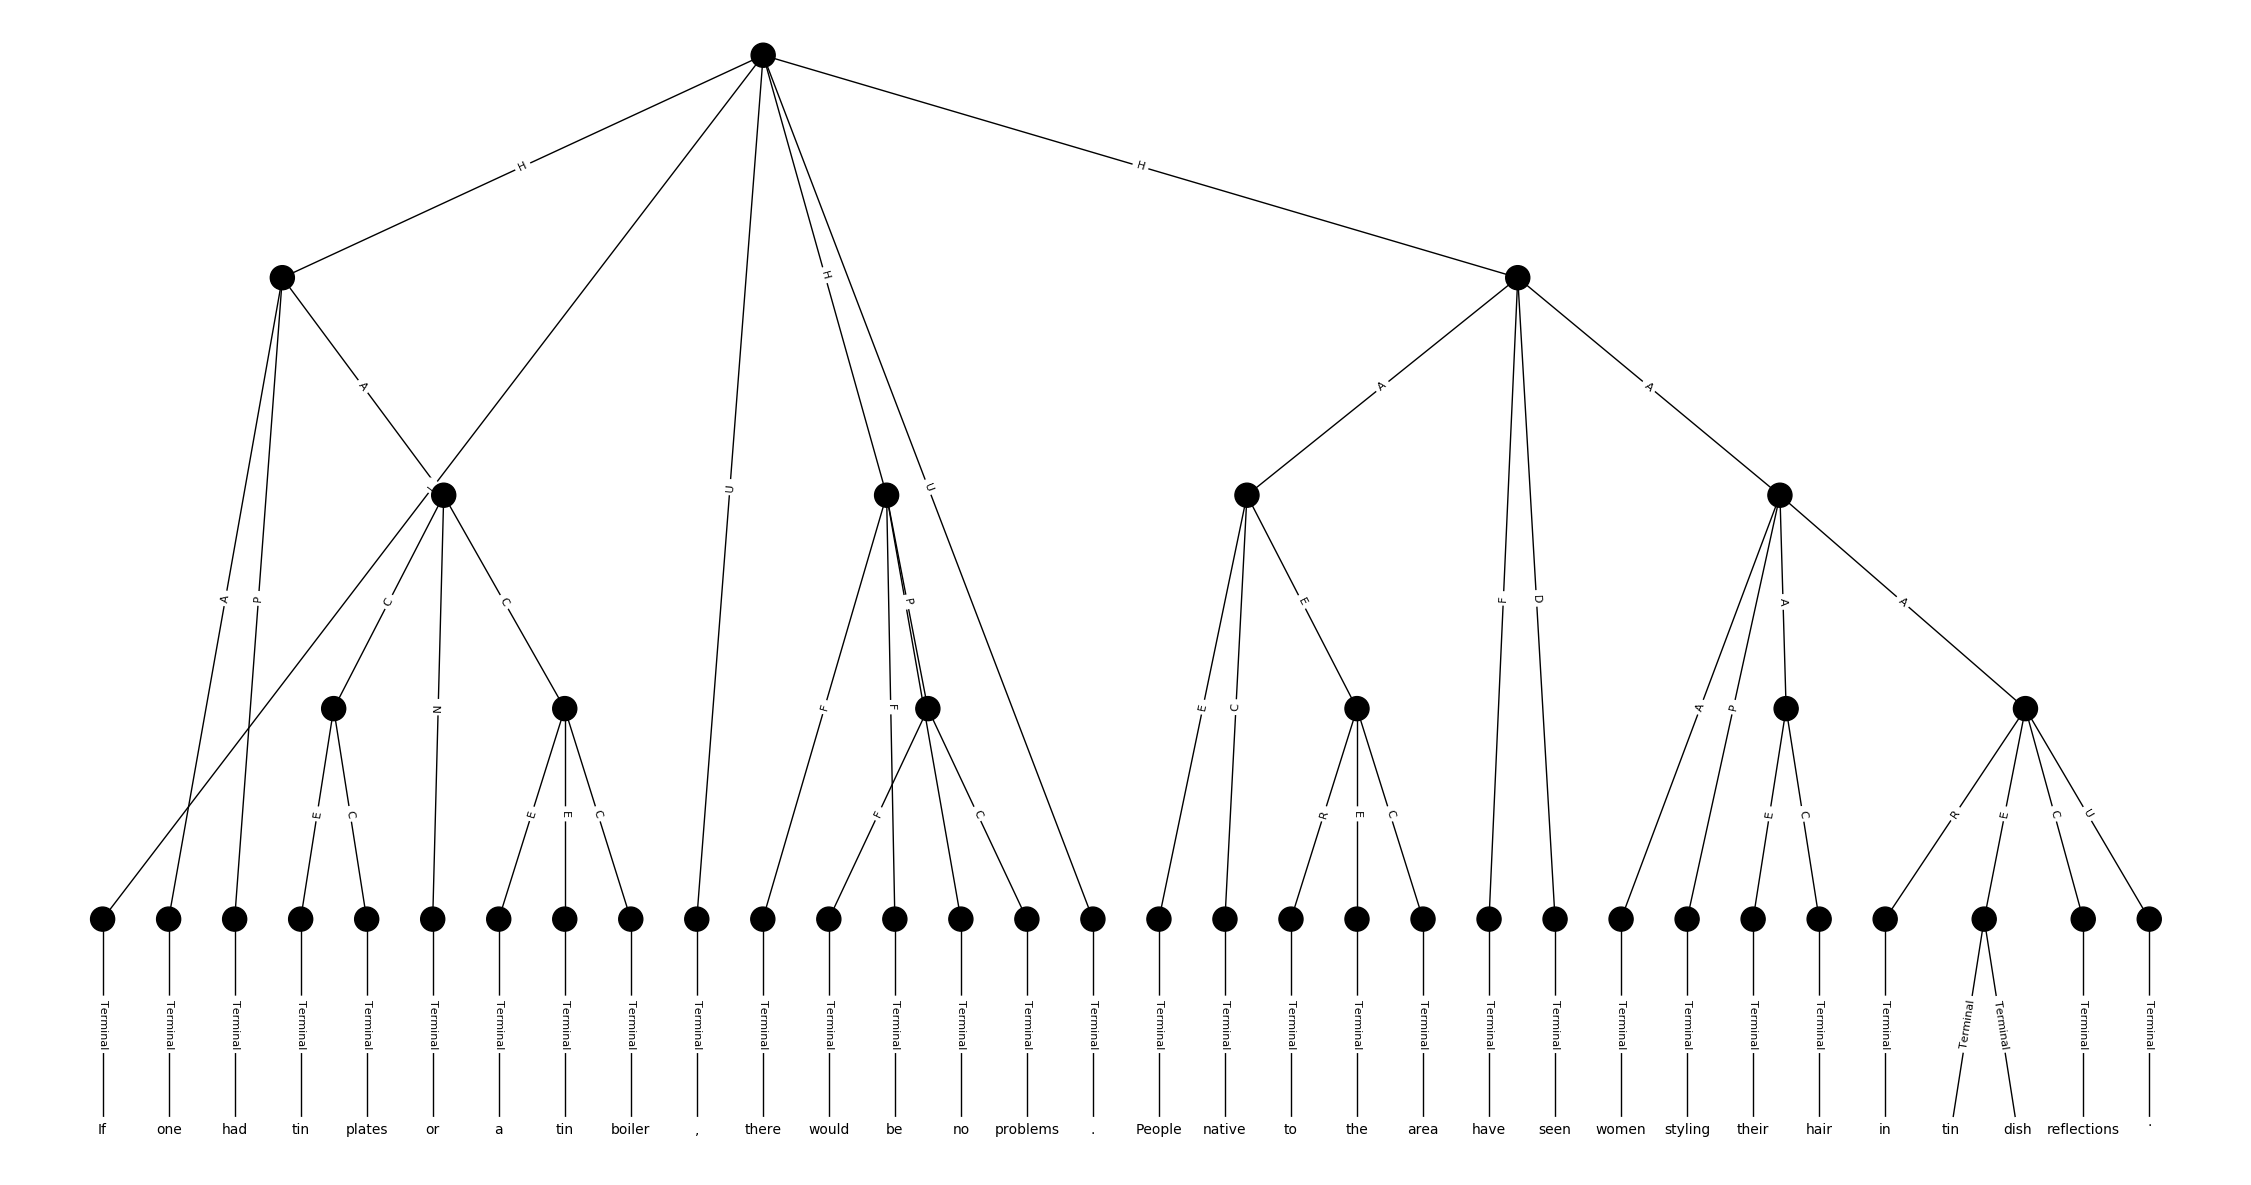 H
H
H
A
A
A
L
U
U
A
P
C
C
P
E
F
D
A
A
N
F
F
E
C
A
P
E
C
E
E
C
F
C
R
E
C
E
C
R
E
C
U
Terminal Terminal Terminal Terminal Terminal Terminal Terminal Terminal Terminal Terminal Terminal Terminal Terminal Terminal Terminal Terminal Terminal Terminal Terminal Terminal Terminal Terminal Terminal Terminal Terminal Terminal Terminal Terminal Terminal Terminal Terminal Terminal
If one had tin plates or a tin boiler , there would be no problems . People native to the area have seen women styling their hair in tin dish reflections .